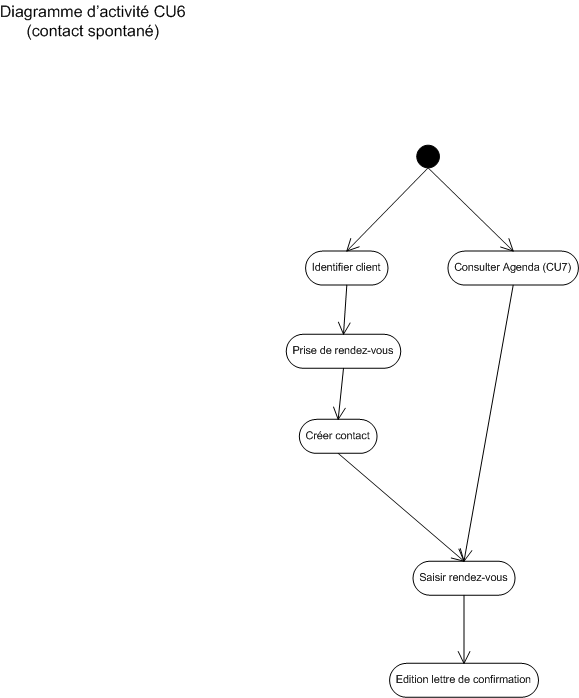 Diagramme d'activité CU6
(contact spontané)
Identifier client
Consulter Agenda (CU7)
Prise de rendez-vous
Créer contact
Saisir rendez-vous
Edition lettre de confirmation